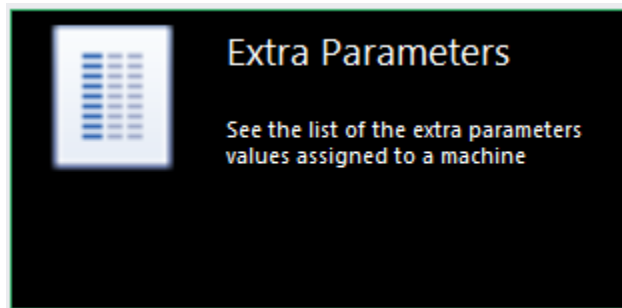 Extra Parameters
See the list of the extra parameters
values assigned to a machine